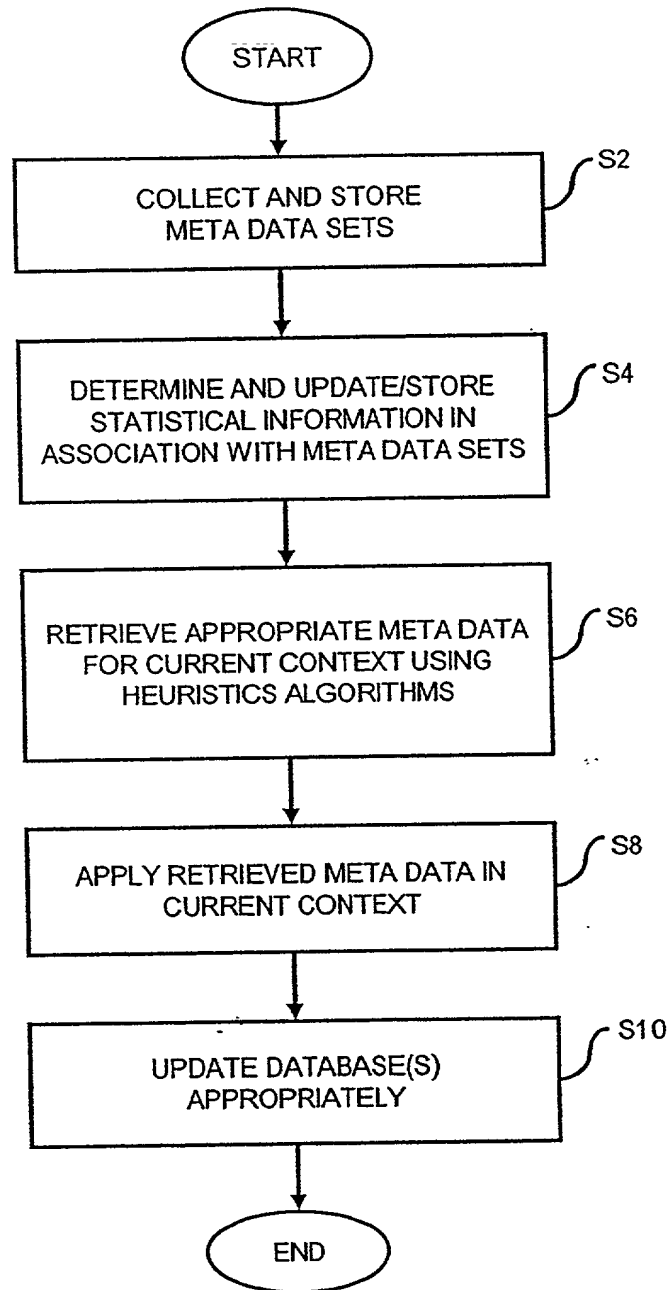 START
S2
COLLECT AND STORE
META DATA SETS
S4
DETERMINE AND UPDATE/STORE
STATISTICAL INFORMATION IN
ASSOCIATION WITH META DATA SETS
S6
RETRIEVE APPROPRIATE META DATA
FOR CURRENT CONTEXT USING
HEURISTICS ALGORITHMS
S8
APPLY RETRIEVED META DATA IN
CURRENT CONTEXT
S10
UPDATE DATABASE(S)
APPROPRIATELY
END